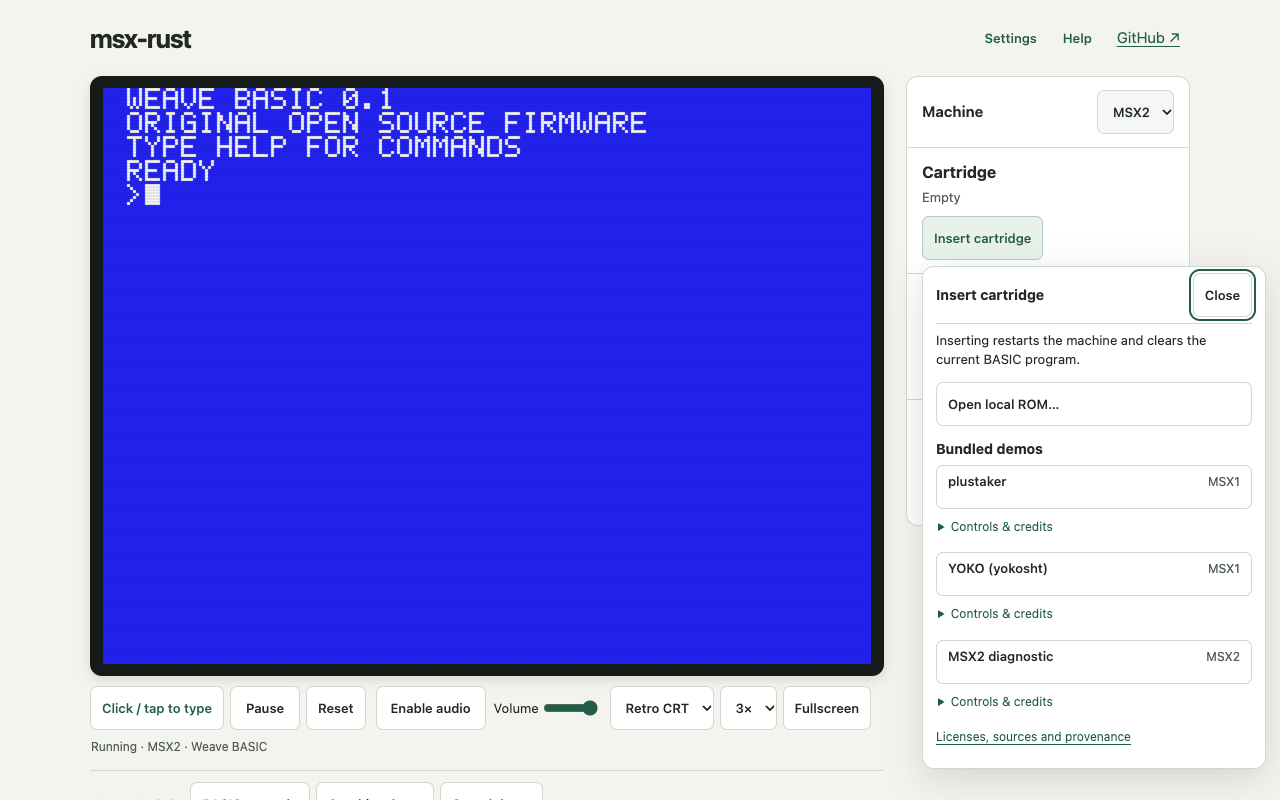 msx-rust
Settings
Help
GitHub ↗
WEAVE BASIC 0.1
ORIGINAL OPEN SOURCE FIRMWARE
TYPE HELP FOR COMMANDS
READY
>
Machine
MSX2
Cartridge
Empty
Insert cartridge
Insert cartridge
Close
Inserting restarts the machine and clears the
current BASIC program.
Open local ROM...
Bundled demos
plustaker MSX1
Controls & credits
YOKO (yokosht) MSX1
Controls & credits
MSX2 diagnostic MSX2
Controls & credits
Licenses, sources and provenance
Click / tap to type
Pause
Reset
Enable audio
Volume
Retro CRT
3×
Fullscreen
Running · MSX2 · Weave BASIC